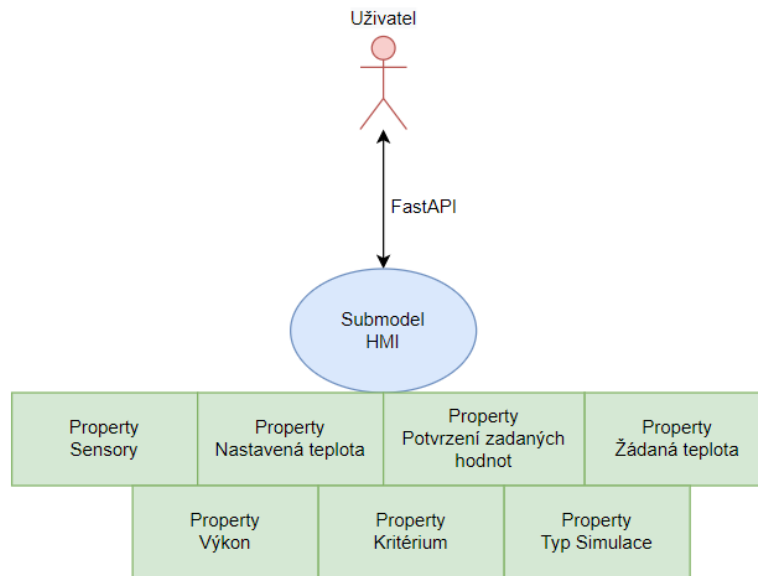 Uživatel
FastAPI
Submodel
HMI
Property
Sensory
Property
Nastavená teplota
Property
Potvrzení zadaných
hodnot
Property
Žádaná teplota
Property
Výkon
Property
Kritérium
Property
Typ Simulace